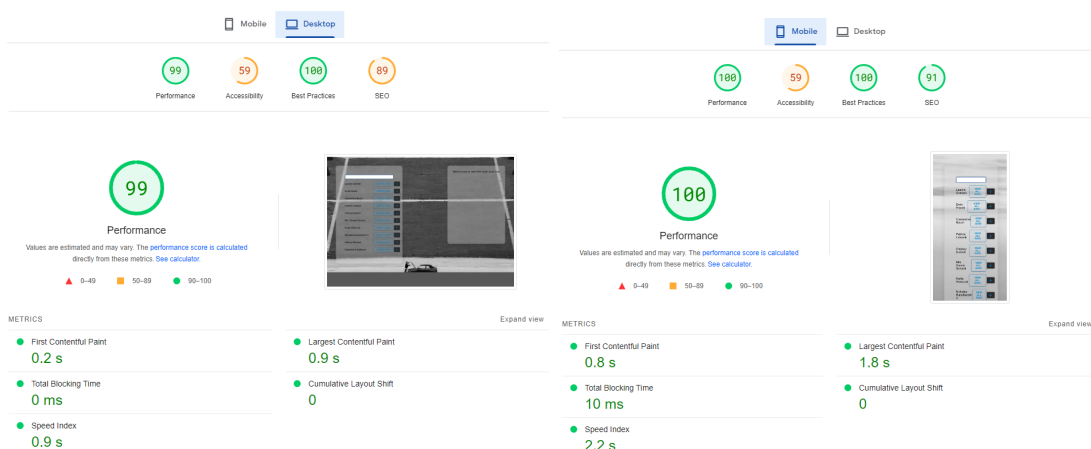 Mobile
Desktop
99
59
100
89
Performance
Accessibility
Best Practices
SEO
99
Performance
Values are estimated and may vary. The performance score is calculated
directly from these metrics. See calculator.
0–49
50–89
90–100
METRICS
Expand view
First Contentful Paint
0.2 s
Largest Contentful Paint
0.9 s
Total Blocking Time
0 ms
Cumulative Layout Shift
0
Speed Index
0.9 s
Mobile
Desktop
100
59
100
91
Performance
Accessibility
Best Practices
SEO
100
Performance
Values are estimated and may vary. The performance score is calculated
directly from these metrics. See calculator.
0–49
50–89
90–100
METRICS
Expand view
First Contentful Paint
0.8 s
Largest Contentful Paint
1.8 s
Total Blocking Time
10 ms
Cumulative Layout Shift
0
Speed Index
2.2 s